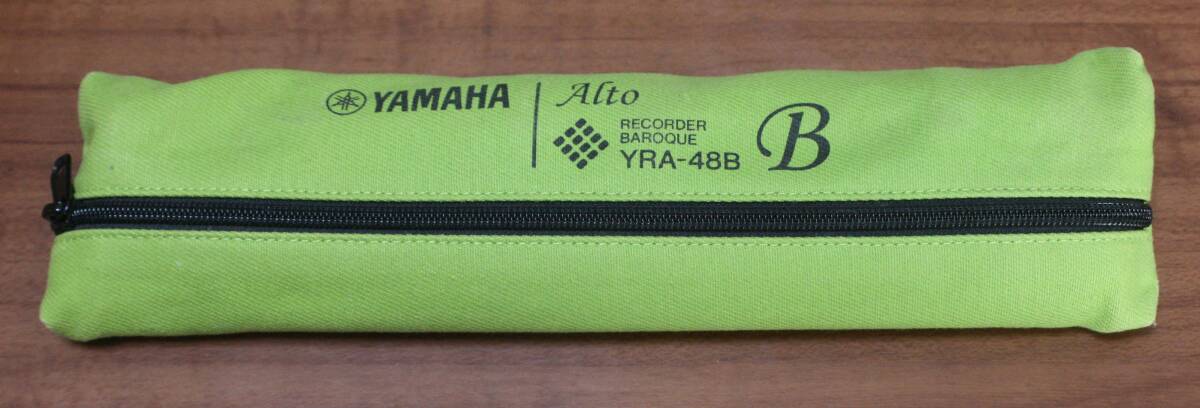 YAMAHA
Alto
RECORDER
BAROQUE
YRA-48B
B